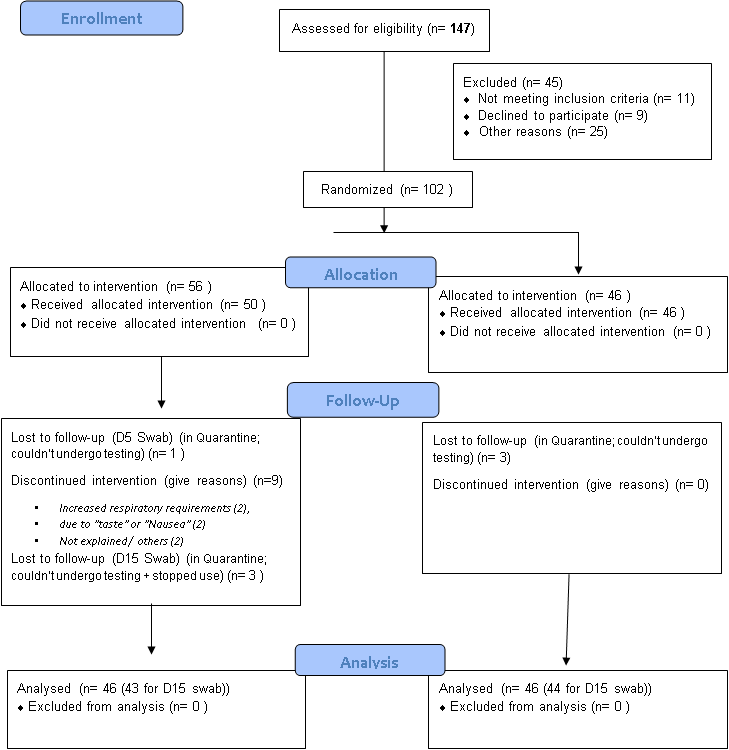 Enrollment
Assessed for eligibility (n= 147)
Excluded (n= 45)
◆ Not meeting inclusion criteria (n= 11)
◆ Declined to participate (n= 9)
◆ Other reasons (n= 25)
Randomized (n= 102 )
Allocation
Allocated to intervention (n= 56 )
◆ Received allocated intervention (n= 50 )
◆ Did not receive allocated intervention (n= 0 )
Allocated to intervention (n= 46 )
◆ Received allocated intervention (n= 46 )
◆ Did not receive allocated intervention (n= 0 )
Follow-Up
Lost to follow-up (D5 Swab) (in Quarantine;
couldn't undergo testing) (n= 1 )
Discontinued intervention (give reasons) (n=9)
▪ Increased respiratory requirements (2),
▪ due to "taste" or "Nausea" (2)
▪ Not explained/ others (2)
Lost to follow-up (D15 Swab) (in Quarantine;
couldn't undergo testing + stopped use) (n= 3 )
Lost to follow-up (in Quarantine; couldn't undergo
testing) (n= 3)
Discontinued intervention (give reasons) (n= 0)
Analysis
Analysed (n= 46 (43 for D15 swab))
◆ Excluded from analysis (n= 0 )
Analysed (n= 46 (44 for D15 swab))
◆ Excluded from analysis (n= 0 )